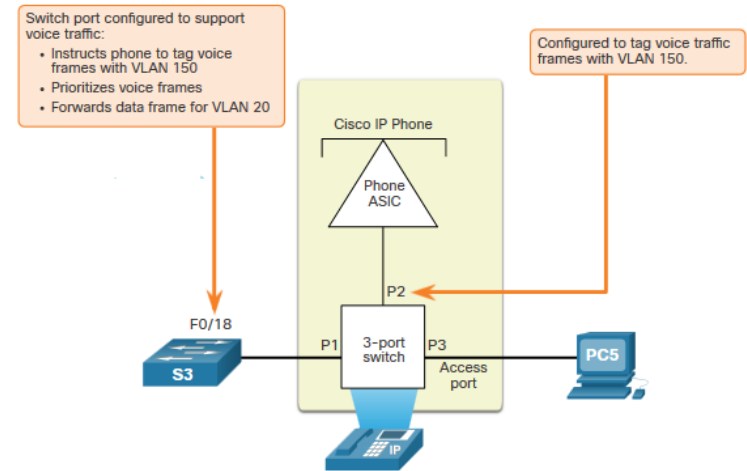 Switch port configured to support
voice traffic:
• Instructs phone to tag voice
frames with VLAN 150
• Prioritizes voice frames
• Forwards data frame for VLAN 20
Configured to tag voice traffic
frames with VLAN 150.
Cisco IP Phone
Phone
ASIC
P2
F0/18
P1
3-port
switch
P3
Access
port
S3
PC5
IP